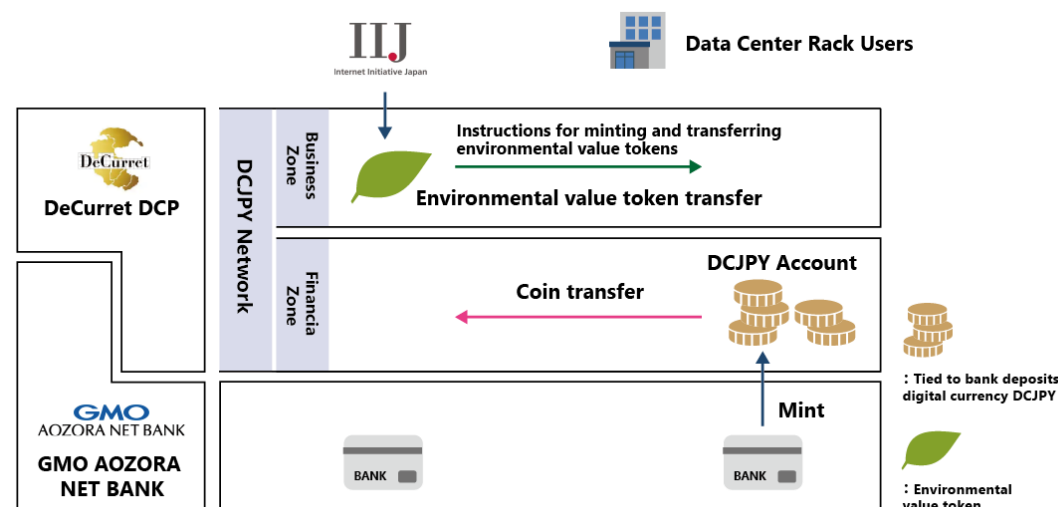 IIJ
Internet Initiative Japan
Data Center Rack Users
DeCurret
DeCurret DCP
DCJPY Network
Business
Zone
Instructions for minting and transferring
environmental value tokens
Environmental value token transfer
Financia
Zone
DCJPY Account
Coin transfer
: Tied to bank deposits
digital currency DCJPY
GMO
AOZORA NET BANK
GMO AOZORA
NET BANK
Mint
BANK
BANK
: Environmental
value token